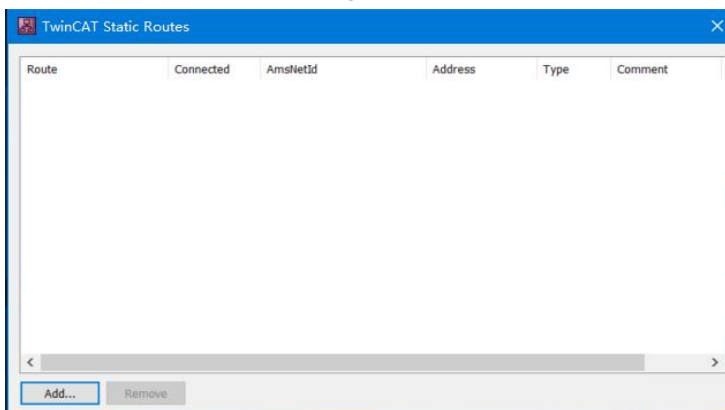 TwinCAT Static Routes
Route Connected AmsNetId Address Type Comment
Add... Remove